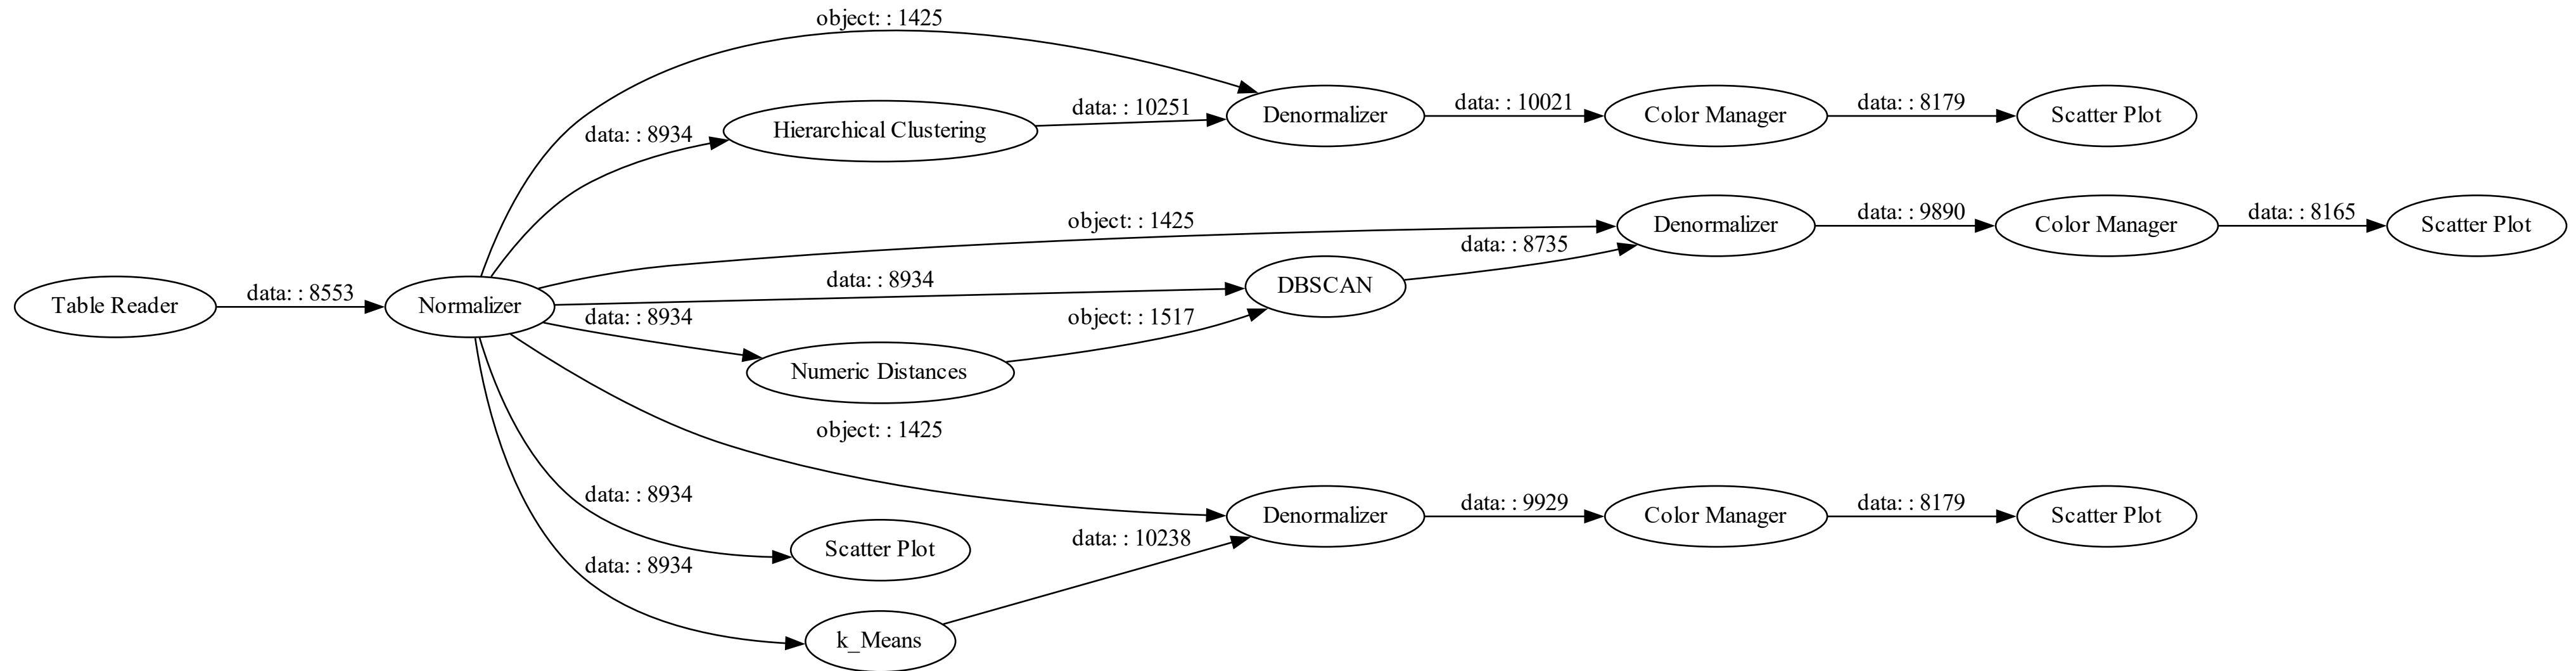 object: : 1425
data: : 10251
data: : 10021
data: : 8179
Hierarchical Clustering
Denormalizer
Color Manager
Scatter Plot
data: : 8934
object: : 1425
data: : 9890
data: : 8165
Denormalizer
Color Manager
Scatter Plot
data: : 8735
data: : 8553
data: : 8934
DBSCAN
Table Reader
Normalizer
data: : 8934
object: : 1517
Numeric Distances
object: : 1425
data: : 8934
data: : 9929
data: : 8179
Denormalizer
Color Manager
Scatter Plot
data: : 10238
Scatter Plot
data: : 8934
k_Means